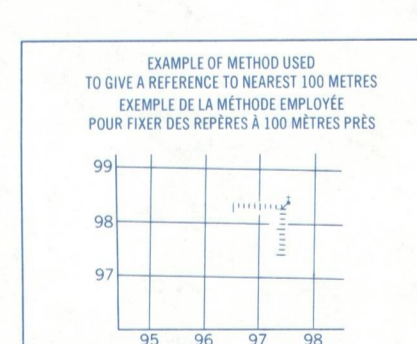 EXAMPLE OF METHOD USED
TO GIVE A REFERENCE TO NEAREST 100 METRES
EXEMPLE DE LA MÉTHODE EMPLOYÉE
POUR FIXER DES REPÈRES À 100 MÈTRES PRÈS
99
98
97
95 96 97 98